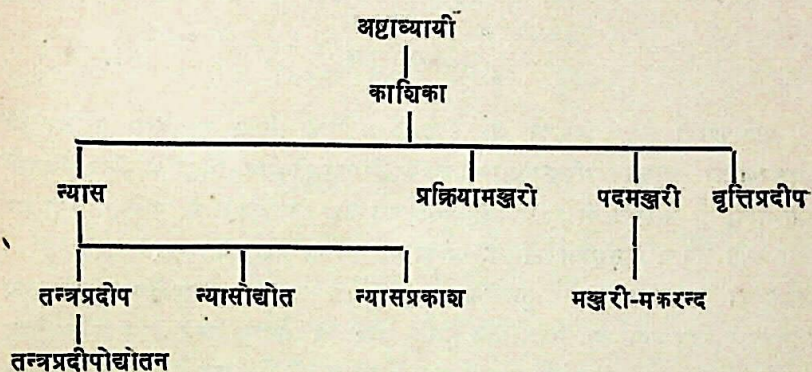 अष्टाव्यायी
काशिका
न्यास प्रक्रियामञ्जरो पदमञ्जरी वृत्तिप्रदीप
तन्त्रप्रदोप न्यासोद्योत न्यासप्रकाश मञ्जरी-मकरन्द
तन्त्रप्रदीपोद्योतन